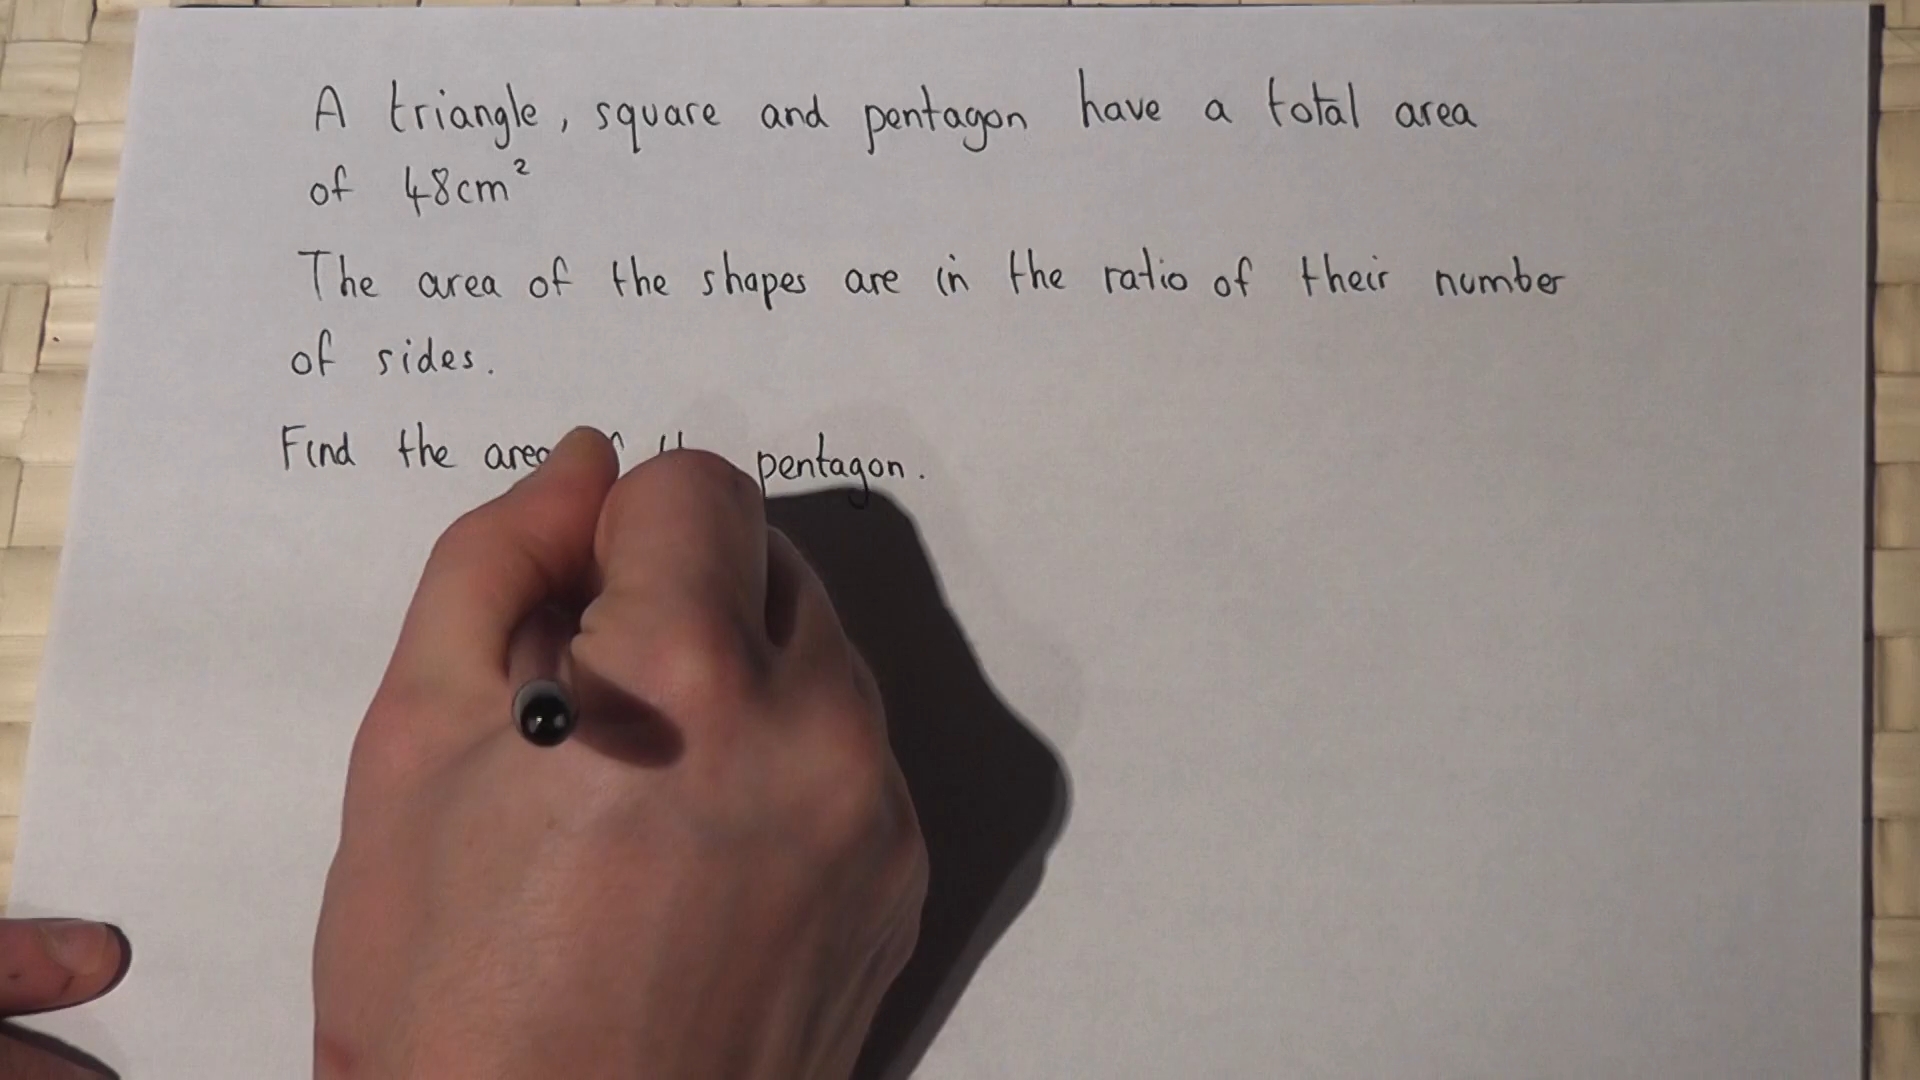 A triangle, square and pentagon have a total area
of 48cm²
The area of the shapes are in the ratio of their number
of sides.
Find the area pentagon.